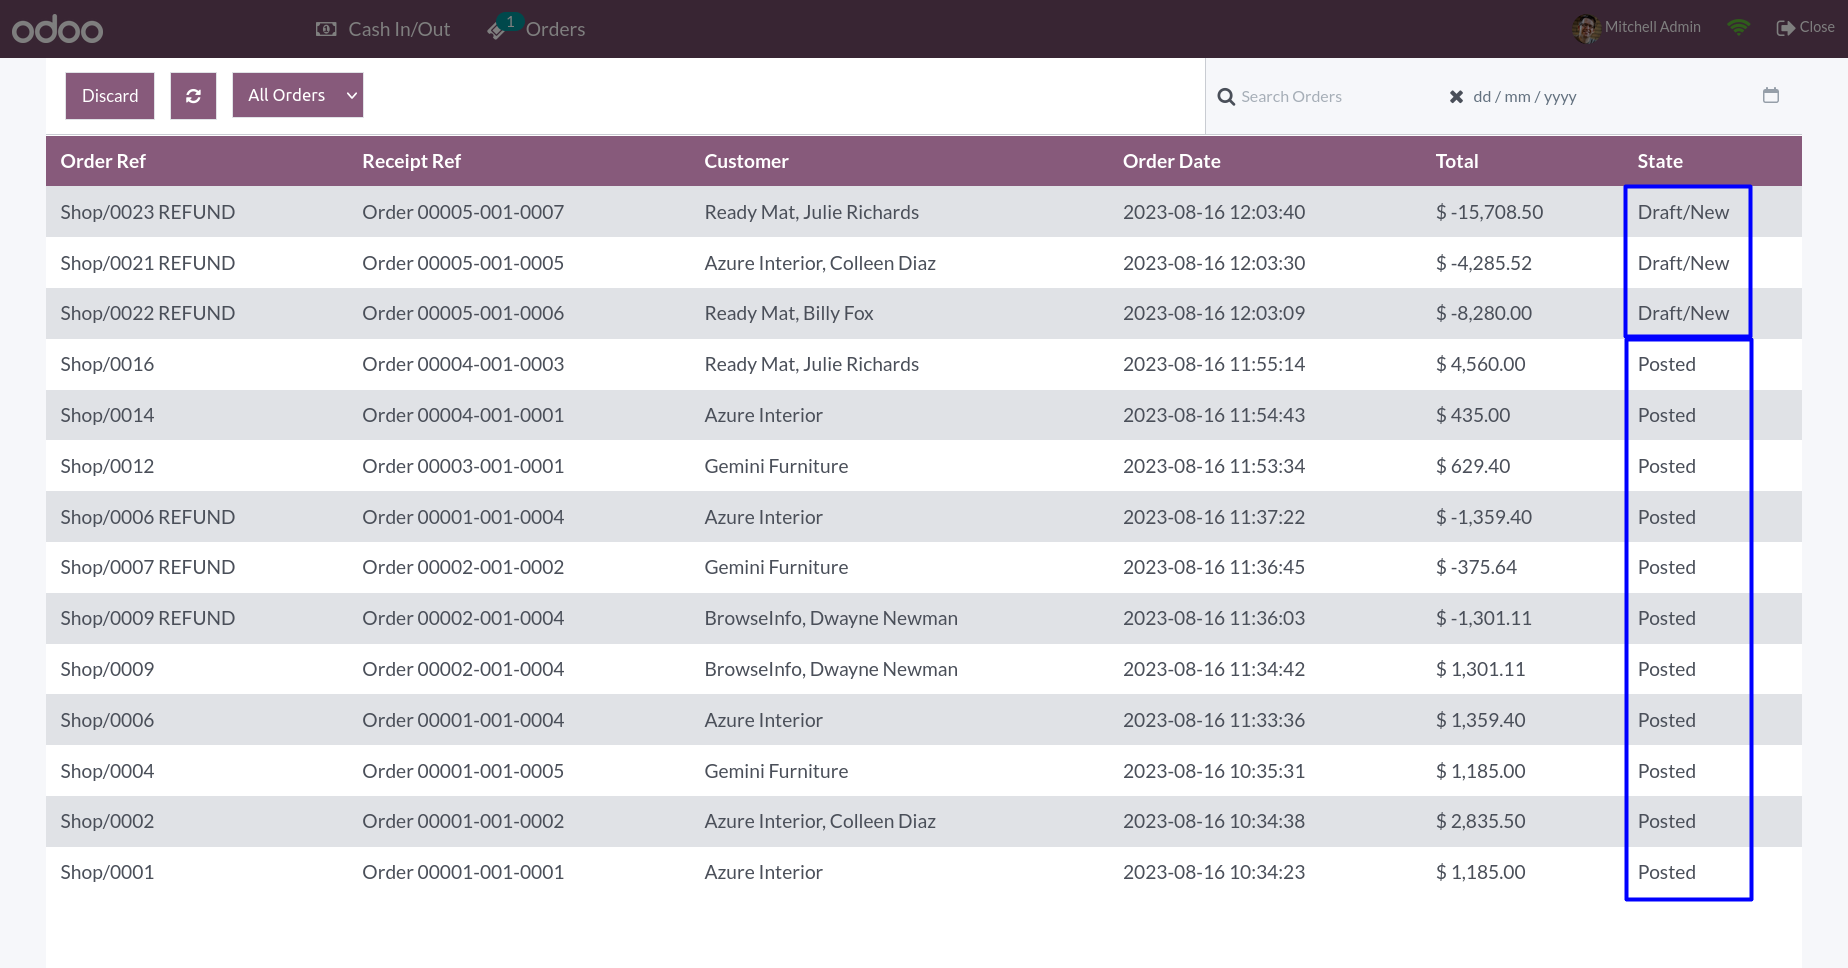 odoo Cash In/Out 1 Orders Mitchell Admin Close
Discard All Orders Search Orders dd / mm / yyyy
Order Ref Receipt Ref Customer Order Date Total State
Shop/0023 REFUND Order 00005-001-0007 Ready Mat, Julie Richards 2023-08-16 12:03:40 $ -15,708.50 Draft/New
Shop/0021 REFUND Order 00005-001-0005 Azure Interior, Colleen Diaz 2023-08-16 12:03:30 $ -4,285.52 Draft/New
Shop/0022 REFUND Order 00005-001-0006 Ready Mat, Billy Fox 2023-08-16 12:03:09 $ -8,280.00 Draft/New
Shop/0016 Order 00004-001-0003 Ready Mat, Julie Richards 2023-08-16 11:55:14 $ 4,560.00 Posted
Shop/0014 Order 00004-001-0001 Azure Interior 2023-08-16 11:54:43 $ 435.00 Posted
Shop/0012 Order 00003-001-0001 Gemini Furniture 2023-08-16 11:53:34 $ 629.40 Posted
Shop/0006 REFUND Order 00001-001-0004 Azure Interior 2023-08-16 11:37:22 $ -1,359.40 Posted
Shop/0007 REFUND Order 00002-001-0002 Gemini Furniture 2023-08-16 11:36:45 $ -375.64 Posted
Shop/0009 REFUND Order 00002-001-0004 BrowseInfo, Dwayne Newman 2023-08-16 11:36:03 $ -1,301.11 Posted
Shop/0009 Order 00002-001-0004 BrowseInfo, Dwayne Newman 2023-08-16 11:34:42 $ 1,301.11 Posted
Shop/0006 Order 00001-001-0004 Azure Interior 2023-08-16 11:33:36 $ 1,359.40 Posted
Shop/0004 Order 00001-001-0005 Gemini Furniture 2023-08-16 10:35:31 $ 1,185.00 Posted
Shop/0002 Order 00001-001-0002 Azure Interior, Colleen Diaz 2023-08-16 10:34:38 $ 2,835.50 Posted
Shop/0001 Order 00001-001-0001 Azure Interior 2023-08-16 10:34:23 $ 1,185.00 Posted